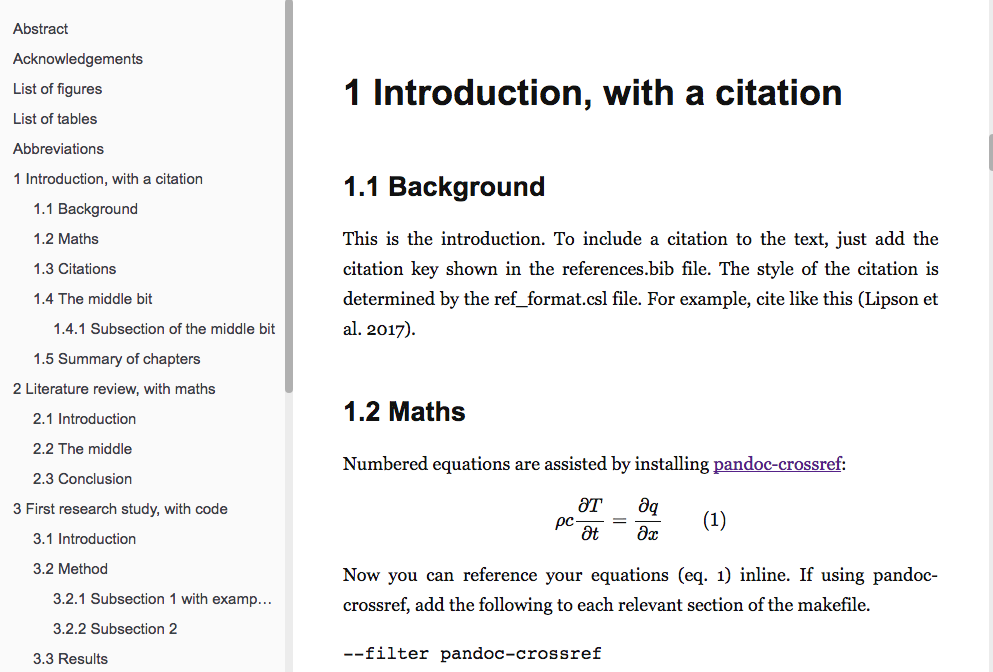 Abstract
Acknowledgements
List of figures
List of tables
Abbreviations
1 Introduction, with a citation
1.1 Background
1.2 Maths
1.3 Citations
1.4 The middle bit
1.4.1 Subsection of the middle bit
1.5 Summary of chapters
2 Literature review, with maths
2.1 Introduction
2.2 The middle
2.3 Conclusion
3 First research study, with code
3.1 Introduction
3.2 Method
3.2.1 Subsection 1 with examp…
3.2.2 Subsection 2
3.3 Results
1 Introduction, with a citation
1.1 Background
This is the introduction. To include a citation to the text, just add the
citation key shown in the references.bib file. The style of the citation is
determined by the ref_format.csl file. For example, cite like this (Lipson et
al. 2017).
1.2 Maths
Numbered equations are assisted by installing pandoc-crossref:
ρc ∂T/∂t = ∂q/∂x (1)
Now you can reference your equations (eq. 1) inline. If using pandoc-
crossref, add the following to each relevant section of the makefile.
--filter pandoc-crossref